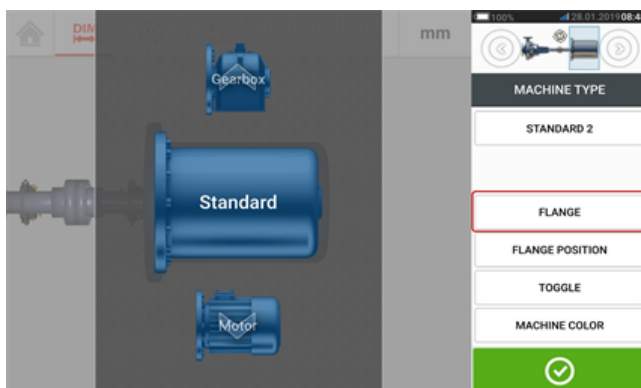 DIM
mm
Gearbox
Standard
Motor
100% 28.01.2019 08:4
MACHINE TYPE
STANDARD 2
FLANGE
FLANGE POSITION
TOGGLE
MACHINE COLOR